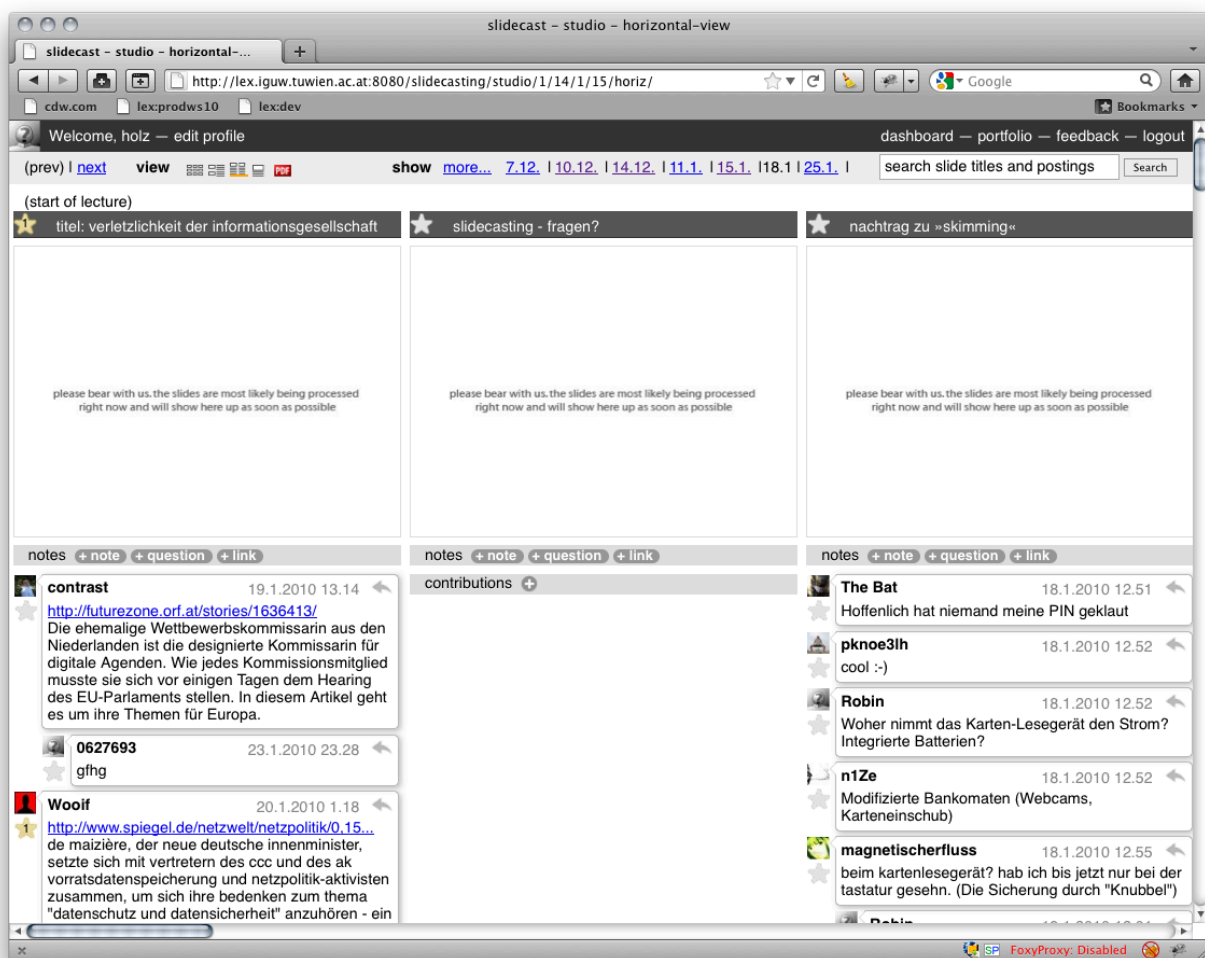 slidecast – studio – horizontal-view
slidecast – studio – horizontal-...
http://lex.iguw.tuwien.ac.at:8080/slidecasting/studio/1/14/1/15/horiz/
Google
cdw.com lex:prodws10 lex:dev
Bookmarks
Welcome, holz — edit profile
dashboard — portfolio — feedback — logout
(prev) | next view PDF
show more... 7.12. | 10.12. | 14.12. | 11.1. | 15.1. |18.1 | 25.1. |
search slide titles and postings Search
(start of lecture)
1 titel: verletzlichkeit der informationsgesellschaft
please bear with us. the slides are most likely being processed
right now and will show here up as soon as possible
notes + note + question + link
contrast 19.1.2010 13.14
http://futurezone.orf.at/stories/1636413/
Die ehemalige Wettbewerbskommissarin aus den
Niederlanden ist die designierte Kommissarin für
digitale Agenden. Wie jedes Kommissionsmitglied
musste sie sich vor einigen Tagen dem Hearing
des EU-Parlaments stellen. In diesem Artikel geht
es um ihre Themen für Europa.
0627693 23.1.2010 23.28
gfhg
Wooif 20.1.2010 1.18
1
http://www.spiegel.de/netzwelt/netzpolitik/0,15...
de maizière, der neue deutsche innenminister,
setzte sich mit vertretern des ccc und des ak
vorratsdatenspeicherung und netzpolitik-aktivisten
zusammen, um sich ihre bedenken zum thema
"datenschutz und datensicherheit" anzuhören - ein
slidecasting - fragen?
please bear with us. the slides are most likely being processed
right now and will show here up as soon as possible
notes + note + question + link
contributions +
nachtrag zu »skimming«
please bear with us. the slides are most likely being processed
right now and will show here up as soon as possible
notes + note + question + link
The Bat 18.1.2010 12.51
Hoffenlich hat niemand meine PIN geklaut
pknoe3lh 18.1.2010 12.52
cool :-)
Robin 18.1.2010 12.52
Woher nimmt das Karten-Lesegerät den Strom?
Integrierte Batterien?
n1Ze 18.1.2010 12.52
Modifizierte Bankomaten (Webcams,
Karteneinschub)
magnetischerfluss 18.1.2010 12.55
beim kartenlesegerät? hab ich bis jetzt nur bei der
tastatur gesehn. (Die Sicherung durch "Knubbel")
Robin
SP FoxyProxy: Disabled